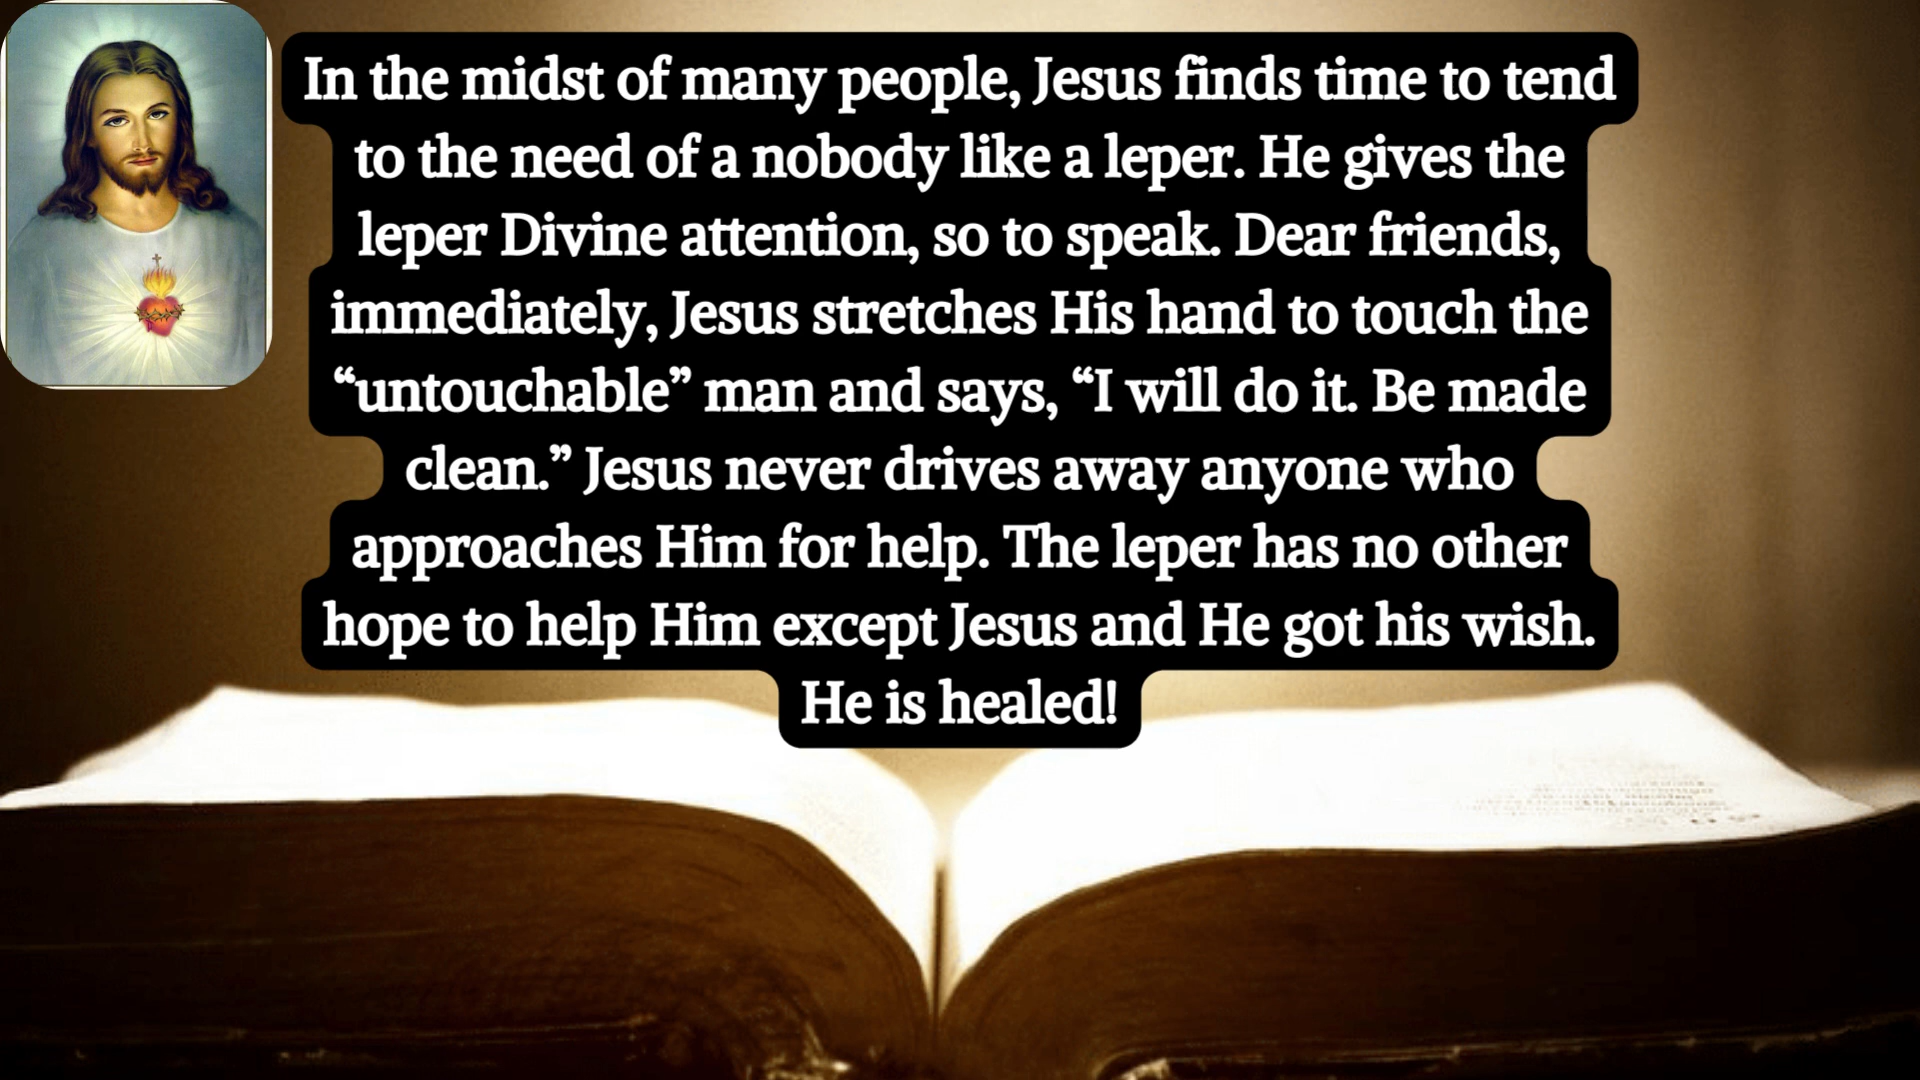 In the midst of many people, Jesus finds time to tend
to the need of a nobody like a leper. He gives the
leper Divine attention, so to speak. Dear friends,
immediately, Jesus stretches His hand to touch the
“untouchable” man and says, “I will do it. Be made
clean.” Jesus never drives away anyone who
approaches Him for help. The leper has no other
hope to help Him except Jesus and He got his wish.
He is healed!